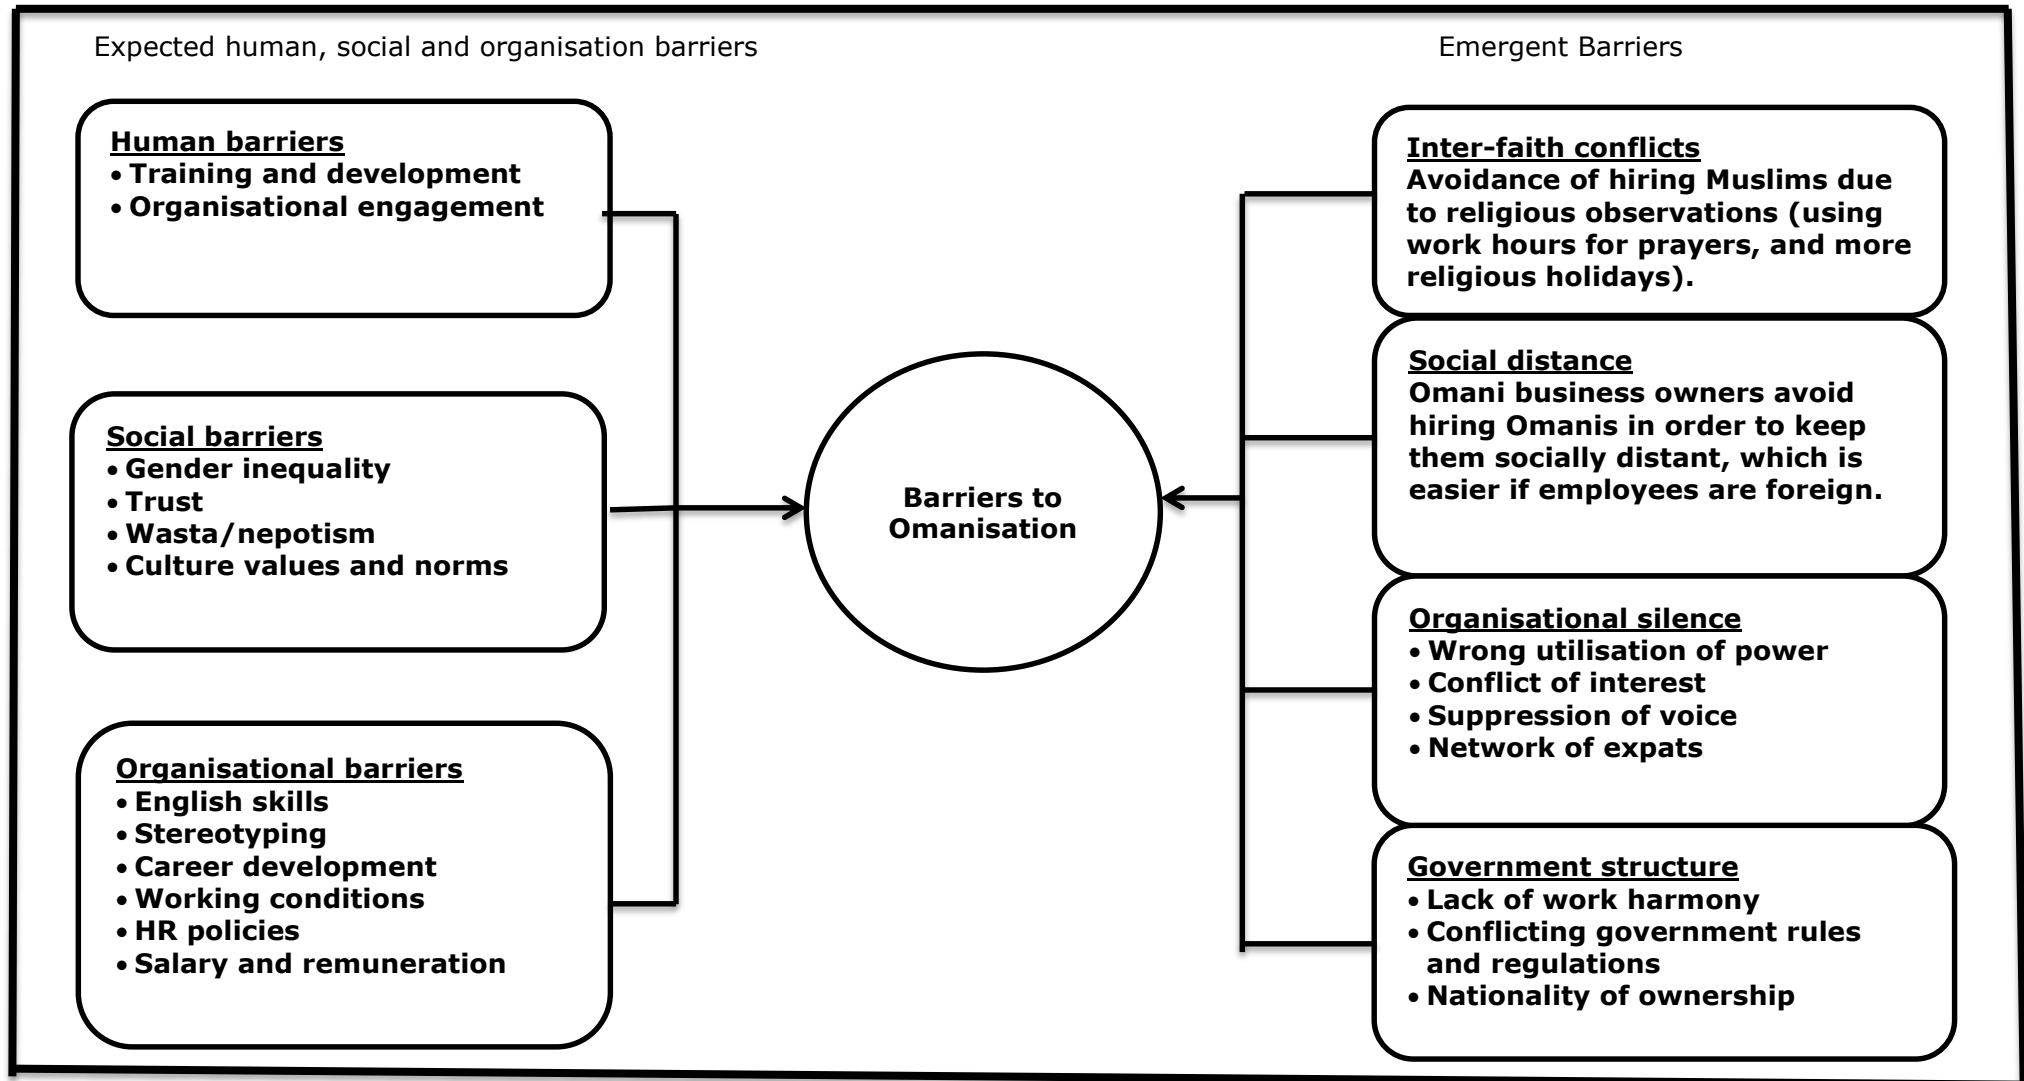 Expected human, social and organisation barriers
Emergent Barriers
Human barriers
• Training and development
• Organisational engagement
Social barriers
• Gender inequality
• Trust
• Wasta/nepotism
• Culture values and norms
Organisational barriers
• English skills
• Stereotyping
• Career development
• Working conditions
• HR policies
• Salary and remuneration
Barriers to
Omanisation
Inter-faith conflicts
Avoidance of hiring Muslims due
to religious observations (using
work hours for prayers, and more
religious holidays).
Social distance
Omani business owners avoid
hiring Omanis in order to keep
them socially distant, which is
easier if employees are foreign.
Organisational silence
• Wrong utilisation of power
• Conflict of interest
• Suppression of voice
• Network of expats
Government structure
• Lack of work harmony
• Conflicting government rules
and regulations
• Nationality of ownership